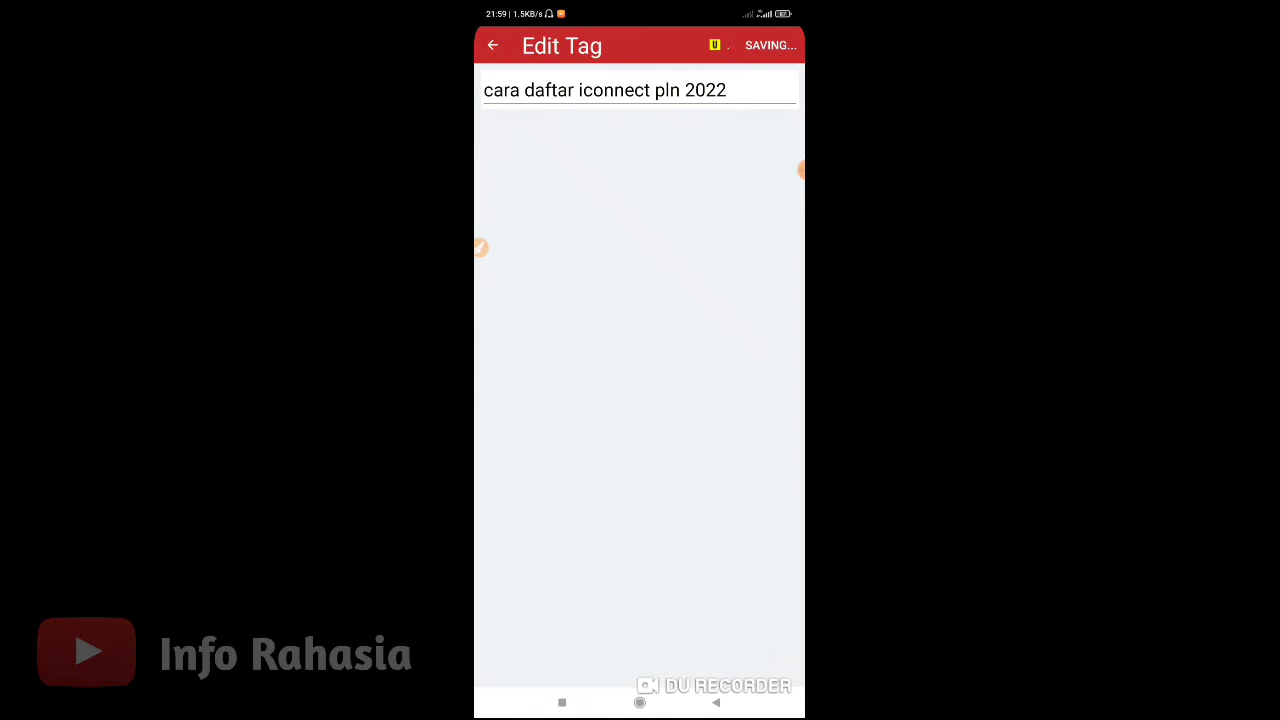 21:59 | 1.5KB/s
Edit Tag
U
SAVING...
cara daftar iconnect pln 2022
Info Rahasia
DU RECORDER